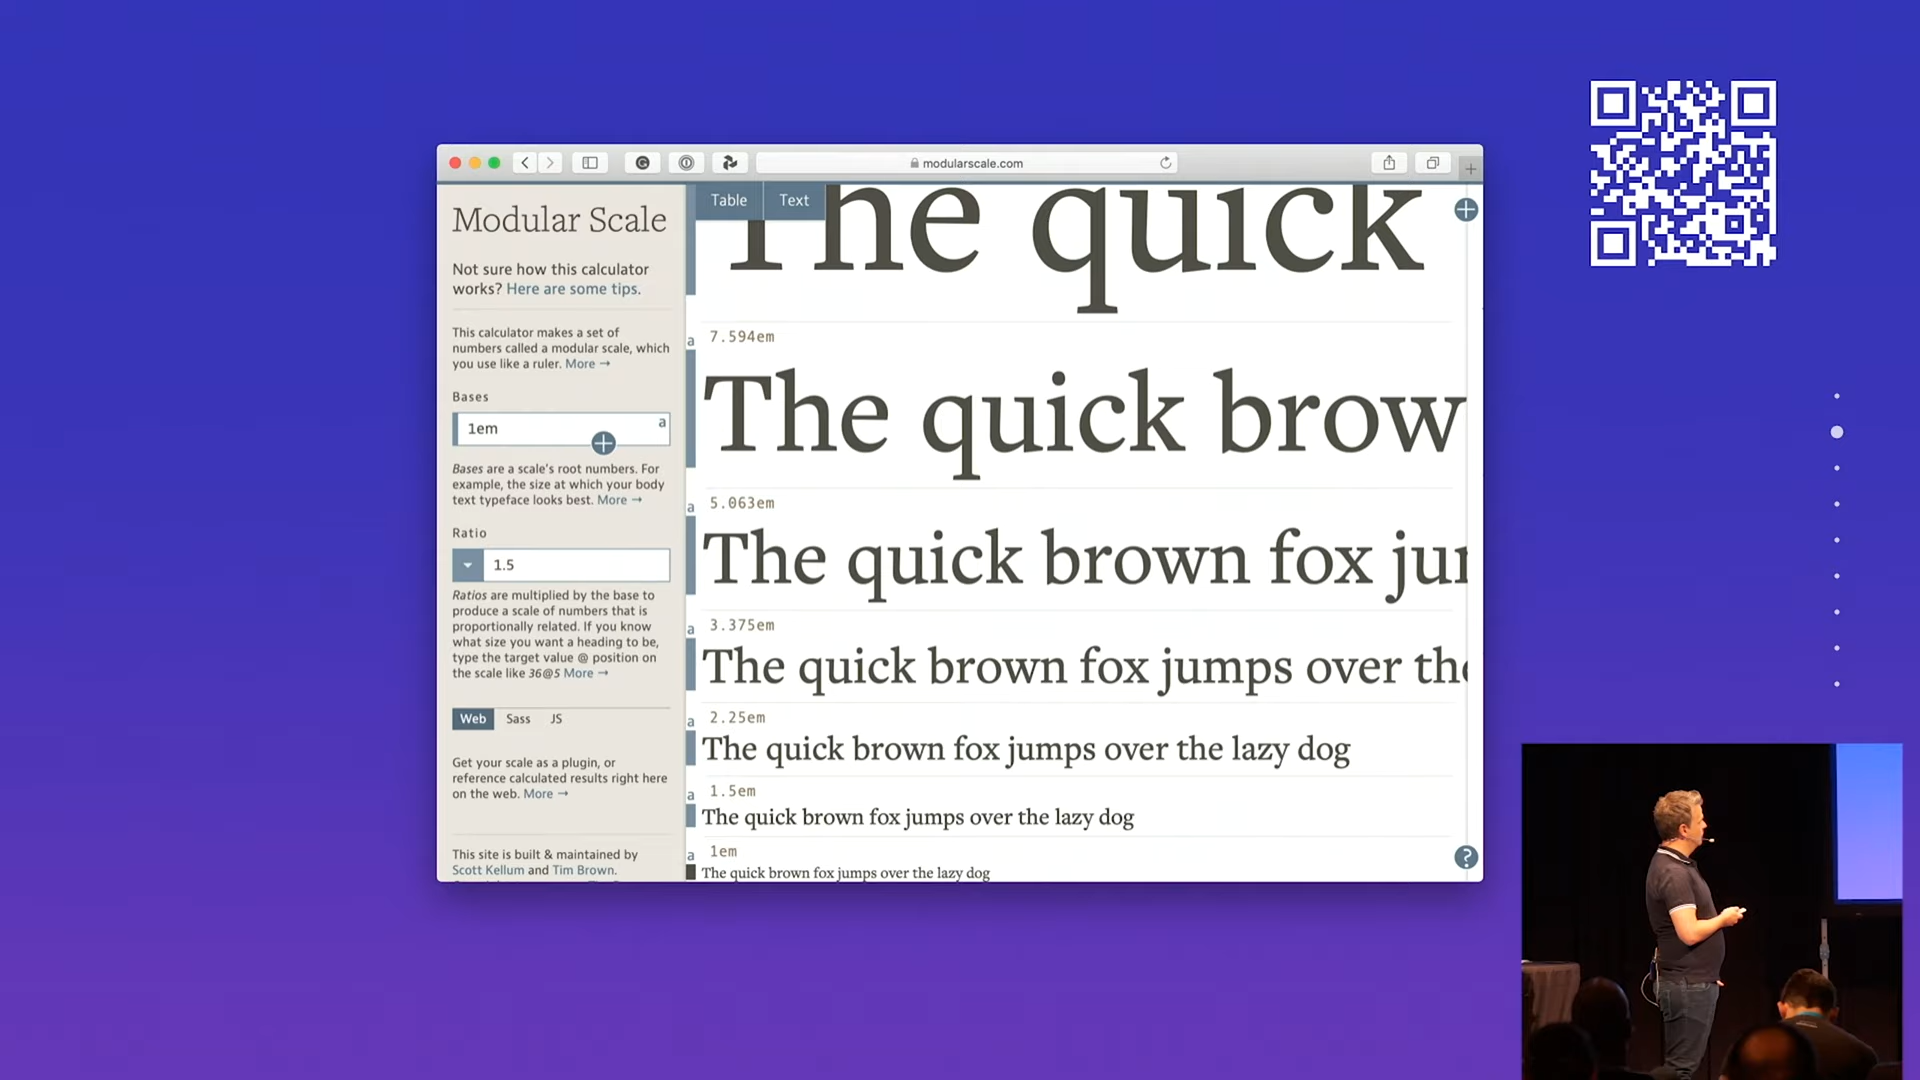 modularscale.com
Modular Scale
Not sure how this calculator
works? Here are some tips.
This calculator makes a set of
numbers called a modular scale, which
you use like a ruler. More →
Bases
1em
a
Bases are a scale's root numbers. For
example, the size at which your body
text typeface looks best. More →
Ratio
1.5
Ratios are multiplied by the base to
produce a scale of numbers that is
proportionally related. If you know
what size you want a heading to be,
type the target value @ position on
the scale like 36@5 More →
Web Sass JS
Get your scale as a plugin, or
reference calculated results right here
on the web. More →
This site is built & maintained by
Scott Kellum and Tim Brown.
Table Text
The quick
a 7.594em
The quick brow
a 5.063em
The quick brown fox jur
a 3.375em
The quick brown fox jumps over the
a 2.25em
The quick brown fox jumps over the lazy dog
a 1.5em
The quick brown fox jumps over the lazy dog
a 1em
The quick brown fox jumps over the lazy dog
?